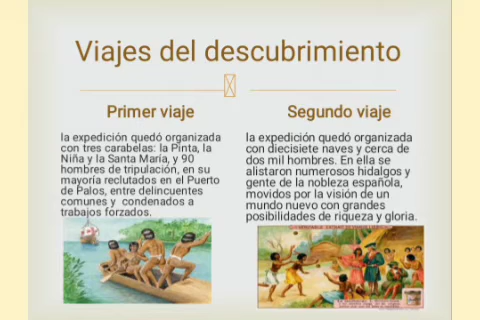 Viajes del descubrimiento
Primer viaje
la expedición quedó organizada
con tres carabelas: la Pinta, la
Niña y la Santa María, y 90
hombres de tripulación, en su
mayoría reclutados en el Puerto
de Palos, entre delincuentes
comunes y condenados a
trabajos forzados.
Segundo viaje
la expedición quedó organizada
con diecisiete naves y cerca de
dos mil hombres. En ella se
alistaron numerosos hidalgos y
gente de la nobleza española,
movidos por la visión de un
mundo nuevo con grandes
posibilidades de riqueza y gloria.